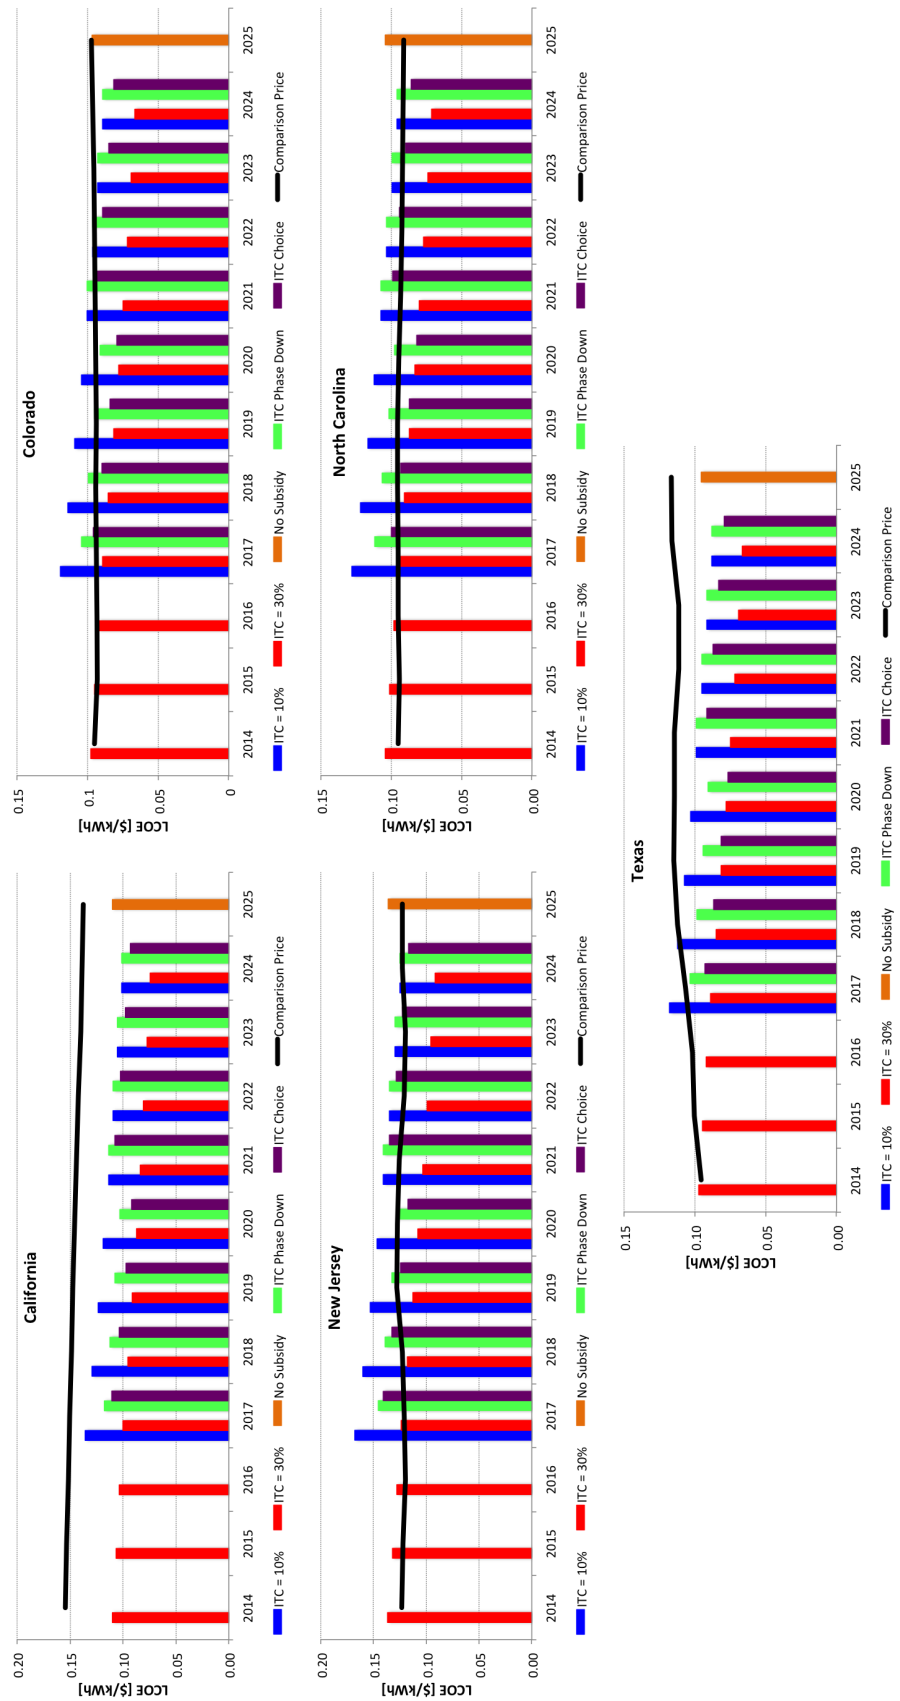 California
LCOE [$/kWh]
0.20
0.15
0.10
0.05
0.00
2014 2015 2016 2017 2018 2019 2020 2021 2022 2023 2024 2025
ITC = 10% ITC = 30% No Subsidy ITC Phase Down ITC Choice Comparison Price
Colorado
LCOE [$/kWh]
0.15
0.1
0.05
0
2014 2015 2016 2017 2018 2019 2020 2021 2022 2023 2024 2025
ITC = 10% ITC = 30% No Subsidy ITC Phase Down ITC Choice Comparison Price
New Jersey
LCOE [$/kWh]
0.20
0.15
0.10
0.05
0.00
2014 2015 2016 2017 2018 2019 2020 2021 2022 2023 2024 2025
ITC = 10% ITC = 30% No Subsidy ITC Phase Down ITC Choice Comparison Price
North Carolina
LCOE [$/kWh]
0.15
0.10
0.05
0.00
2014 2015 2016 2017 2018 2019 2020 2021 2022 2023 2024 2025
ITC = 10% ITC = 30% No Subsidy ITC Phase Down ITC Choice Comparison Price
Texas
LCOE [$/kWh]
0.15
0.10
0.05
0.00
2014 2015 2016 2017 2018 2019 2020 2021 2022 2023 2024 2025
ITC = 10% ITC = 30% No Subsidy ITC Phase Down ITC Choice Comparison Price